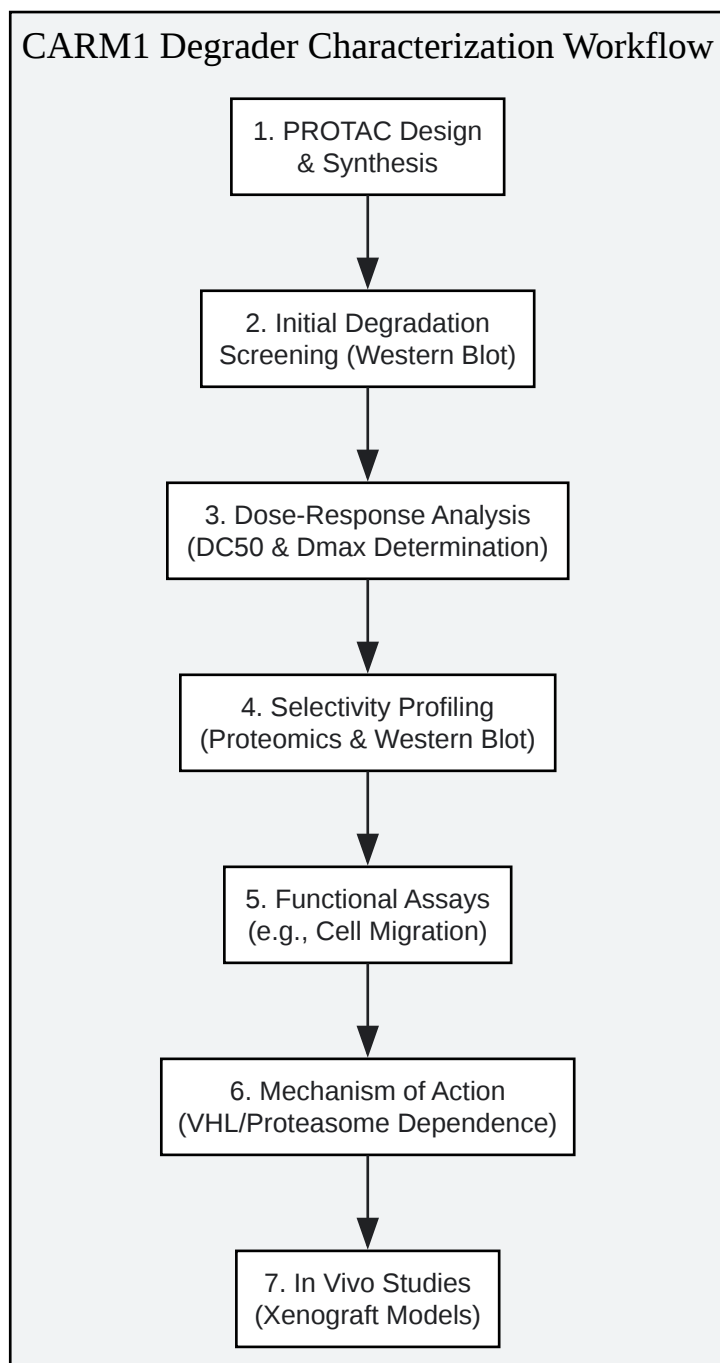 CARM1 Degrader Characterization Workflow
1. PROTAC Design
& Synthesis
2. Initial Degradation
Screening (Western Blot)
3. Dose-Response Analysis
(DC50 & Dmax Determination)
4. Selectivity Profiling
(Proteomics & Western Blot)
5. Functional Assays
(e.g., Cell Migration)
6. Mechanism of Action
(VHL/Proteasome Dependence)
7. In Vivo Studies
(Xenograft Models)